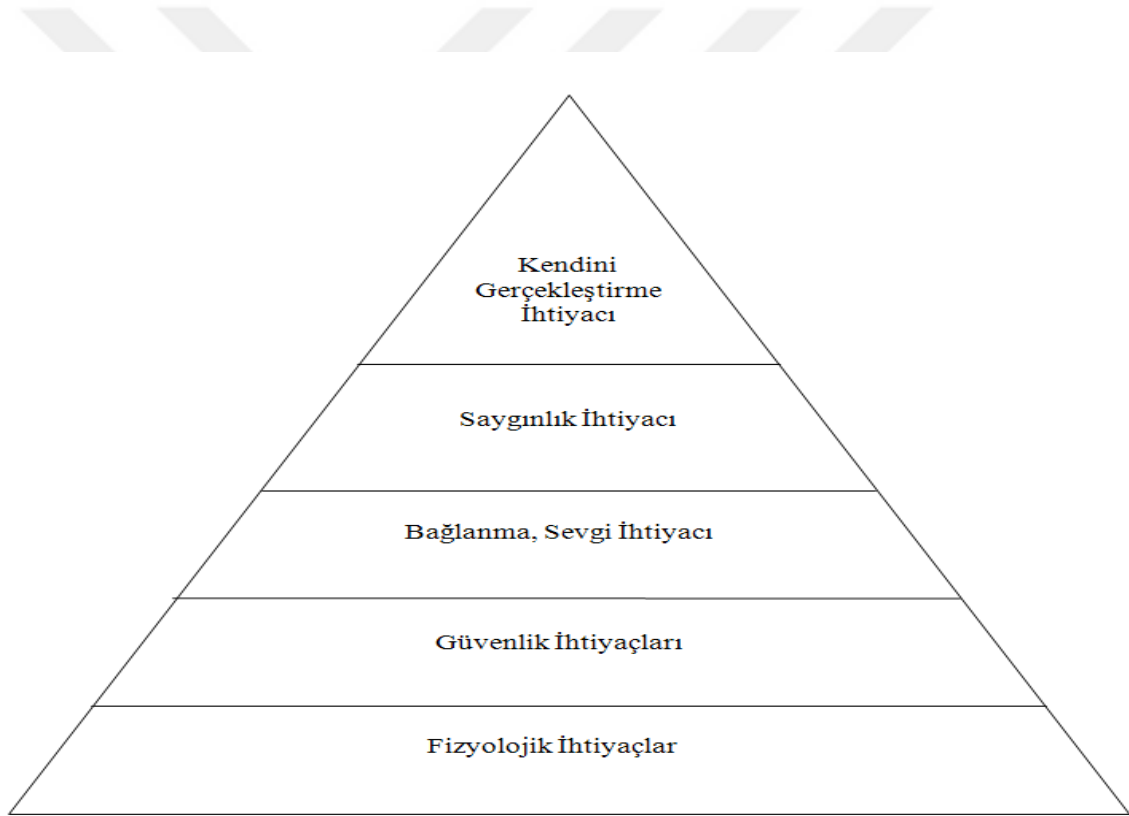 Kendini
Gerçekleştirme
İhtiyacı
Saygınlık İhtiyacı
Bağlanma, Sevgi İhtiyacı
Güvenlik İhtiyaçları
Fizyolojik İhtiyaçlar